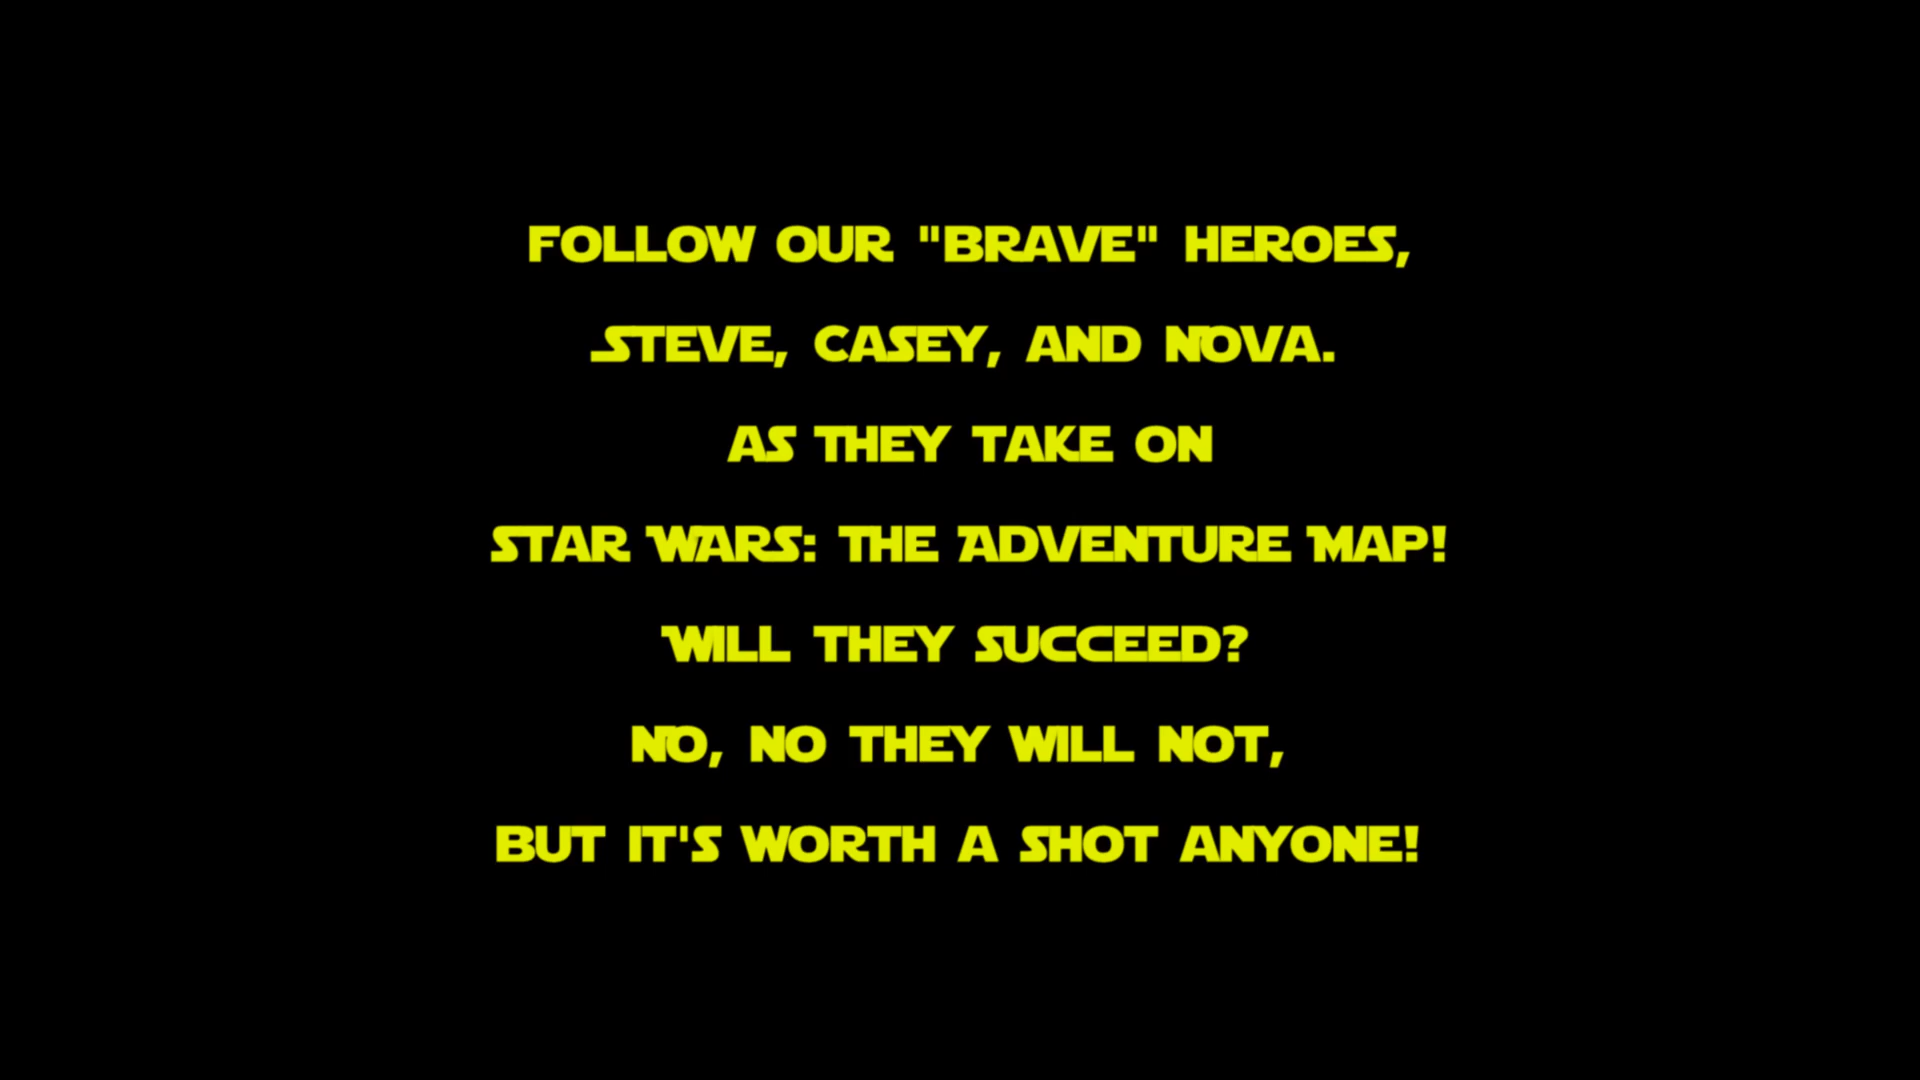 FOLLOW OUR "BRAVE" HEROES,
STEVE, CASEY, AND NOVA.
AS THEY TAKE ON
STAR WARS: THE ADVENTURE MAP!
WILL THEY SUCCEED?
NO, NO THEY WILL NOT,
BUT IT'S WORTH A SHOT ANYONE!